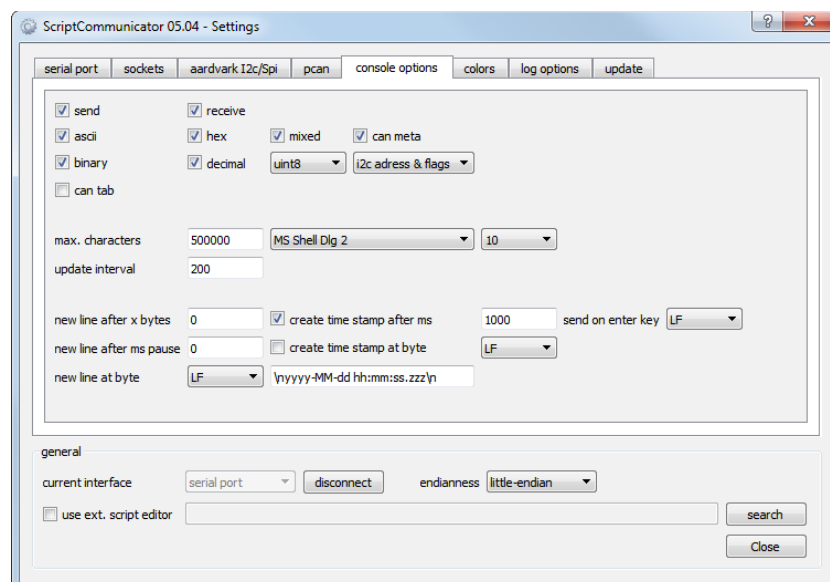 ScriptCommunicator 05.04 - Settings
serial port sockets aardvark I2c/Spi pcan console options colors log options update
send receive
ascii hex mixed can meta
binary decimal uint8 i2c adress & flags
can tab
max. characters 500000 MS Shell Dlg 2 10
update interval 200
new line after x bytes 0 create time stamp after ms 1000 send on enter key LF
new line after ms pause 0 create time stamp at byte LF
new line at byte LF \nyyyy-MM-dd hh:mm:ss.zzz\n
general
current interface serial port disconnect endianness little-endian
use ext. script editor search
Close